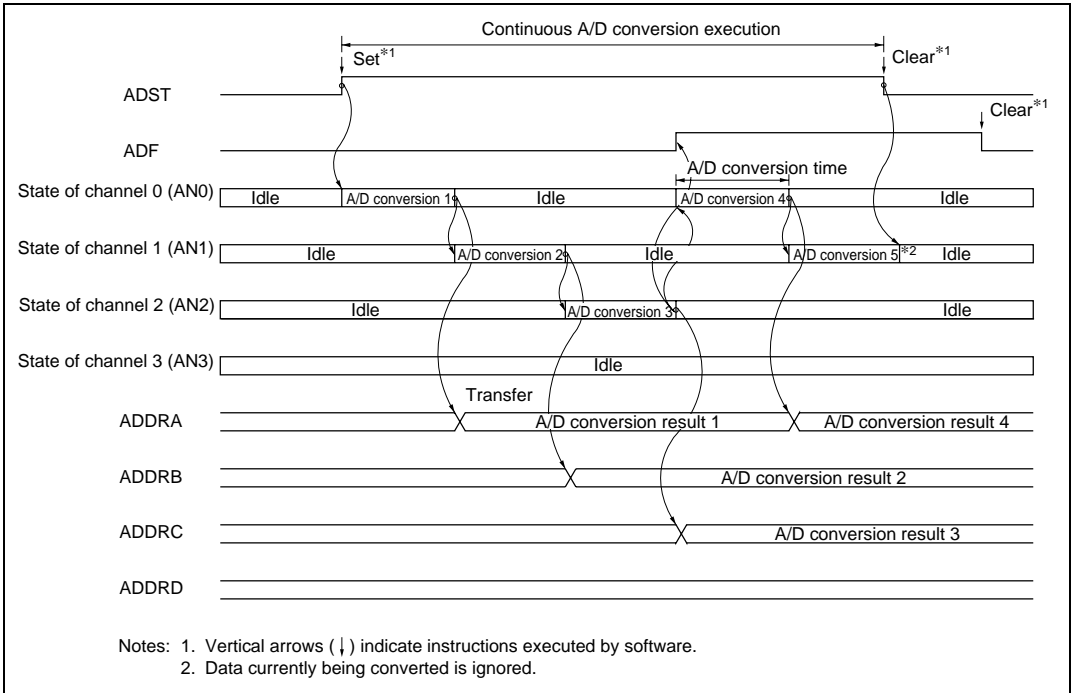 Continuous A/D conversion execution
Set*1
Clear*1
ADST
Clear*1
ADF
A/D conversion time
State of channel 0 (AN0) Idle A/D conversion 1 Idle A/D conversion 4 Idle
State of channel 1 (AN1) Idle A/D conversion 2 Idle A/D conversion 5 *2 Idle
State of channel 2 (AN2) Idle A/D conversion 3 Idle
State of channel 3 (AN3) Idle
Transfer
ADDRA A/D conversion result 1 A/D conversion result 4
ADDRB A/D conversion result 2
ADDRC A/D conversion result 3
ADDRD
Notes: 1. Vertical arrows (↓) indicate instructions executed by software.
2. Data currently being converted is ignored.